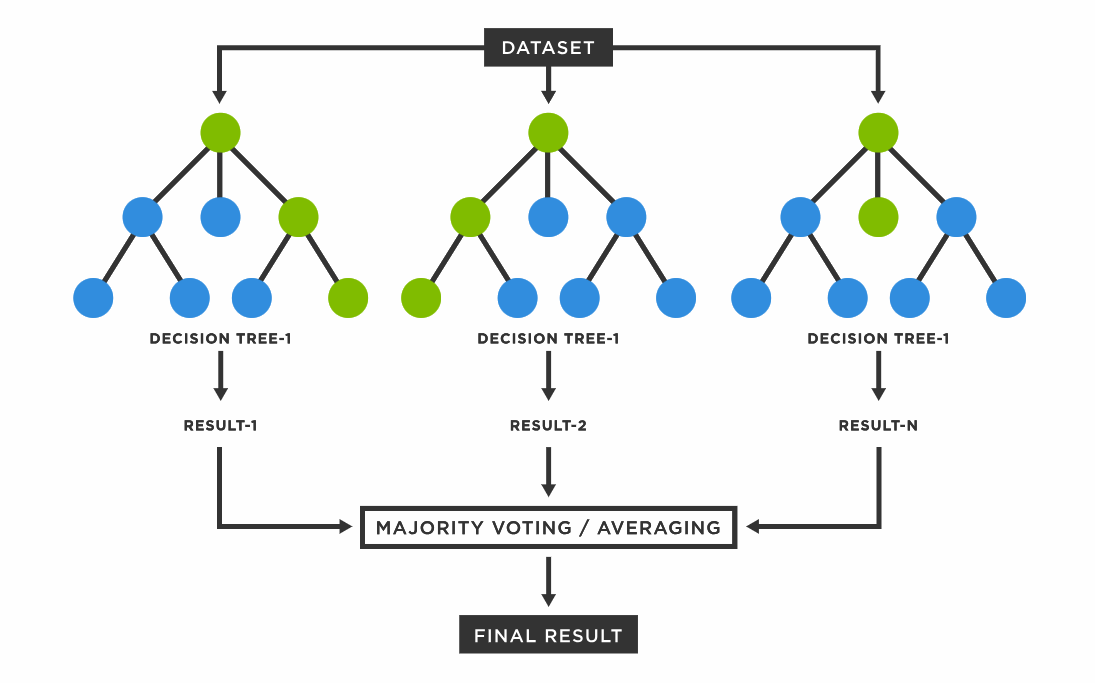 DATASET
DECISION TREE-1
DECISION TREE-1
DECISION TREE-1
RESULT-1
RESULT-2
RESULT-N
MAJORITY VOTING / AVERAGING
FINAL RESULT